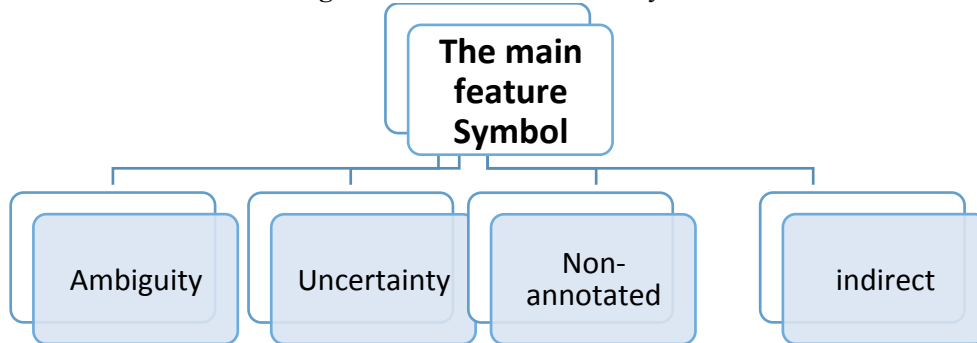 The main
feature
Symbol
Ambiguity
Uncertainty
Non-
annotated
indirect